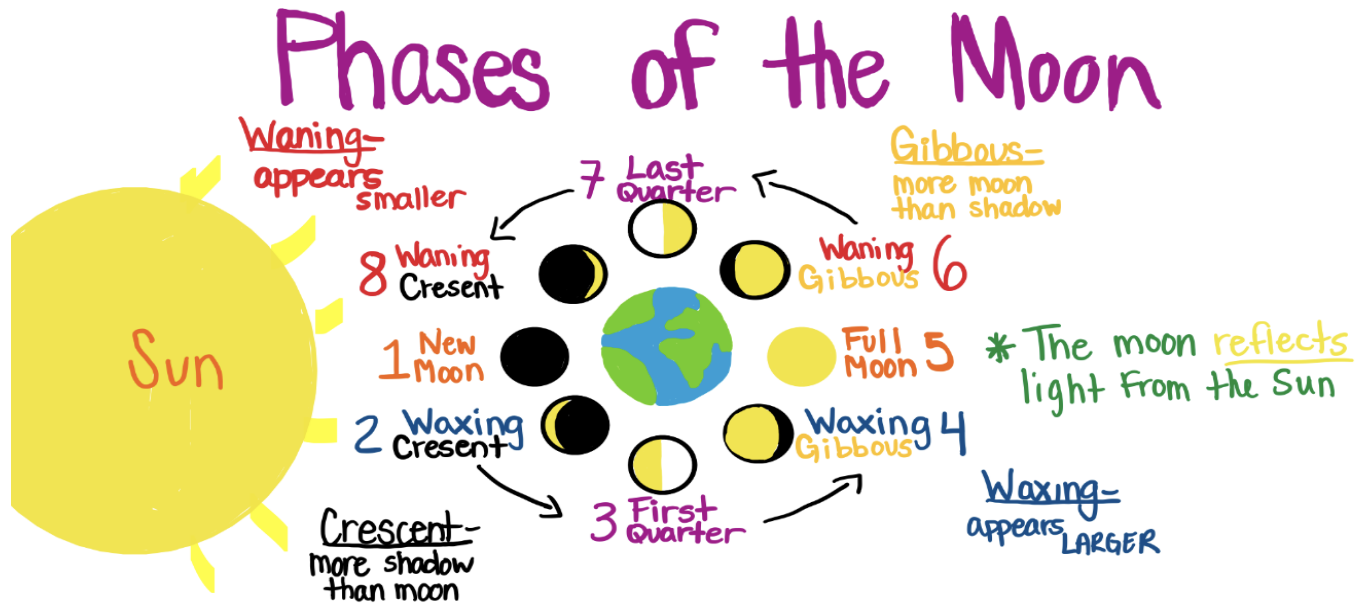 Phases of the Moon
Waning-
appears
smaller
Gibbous-
more moon
than shadow
7 Last
Quarter
8 Waning
Cresent
Waning 6
Gibbous
Sun
1 New
Moon
Full 5
Moon
* The moon reflects
light From the Sun
2 Waxing
Cresent
Waxing 4
Gibbous
3 First
Quarter
Crescent-
more shadow
than moon
Waxing-
appears
LARGER